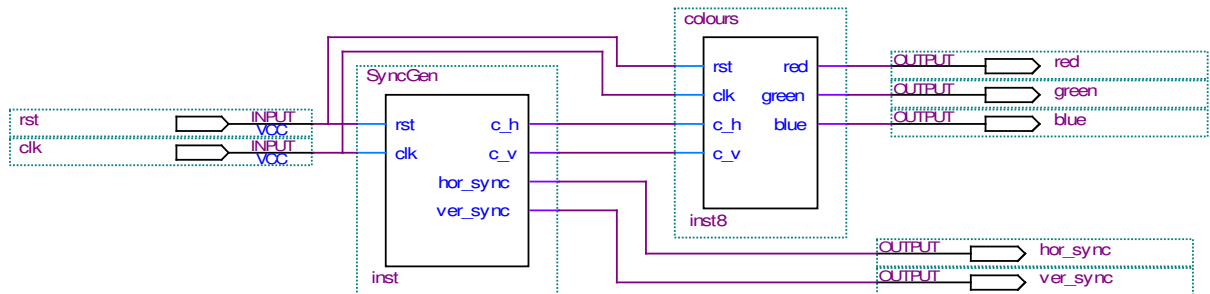 colours
rst red OUTPUT red
clk green OUTPUT green
c_h blue OUTPUT blue
c_v
inst8
SyncGen
rst INPUT VCC
clk INPUT VCC
rst c_h
clk c_v
hor_sync
ver_sync
inst
OUTPUT hor_sync
OUTPUT ver_sync